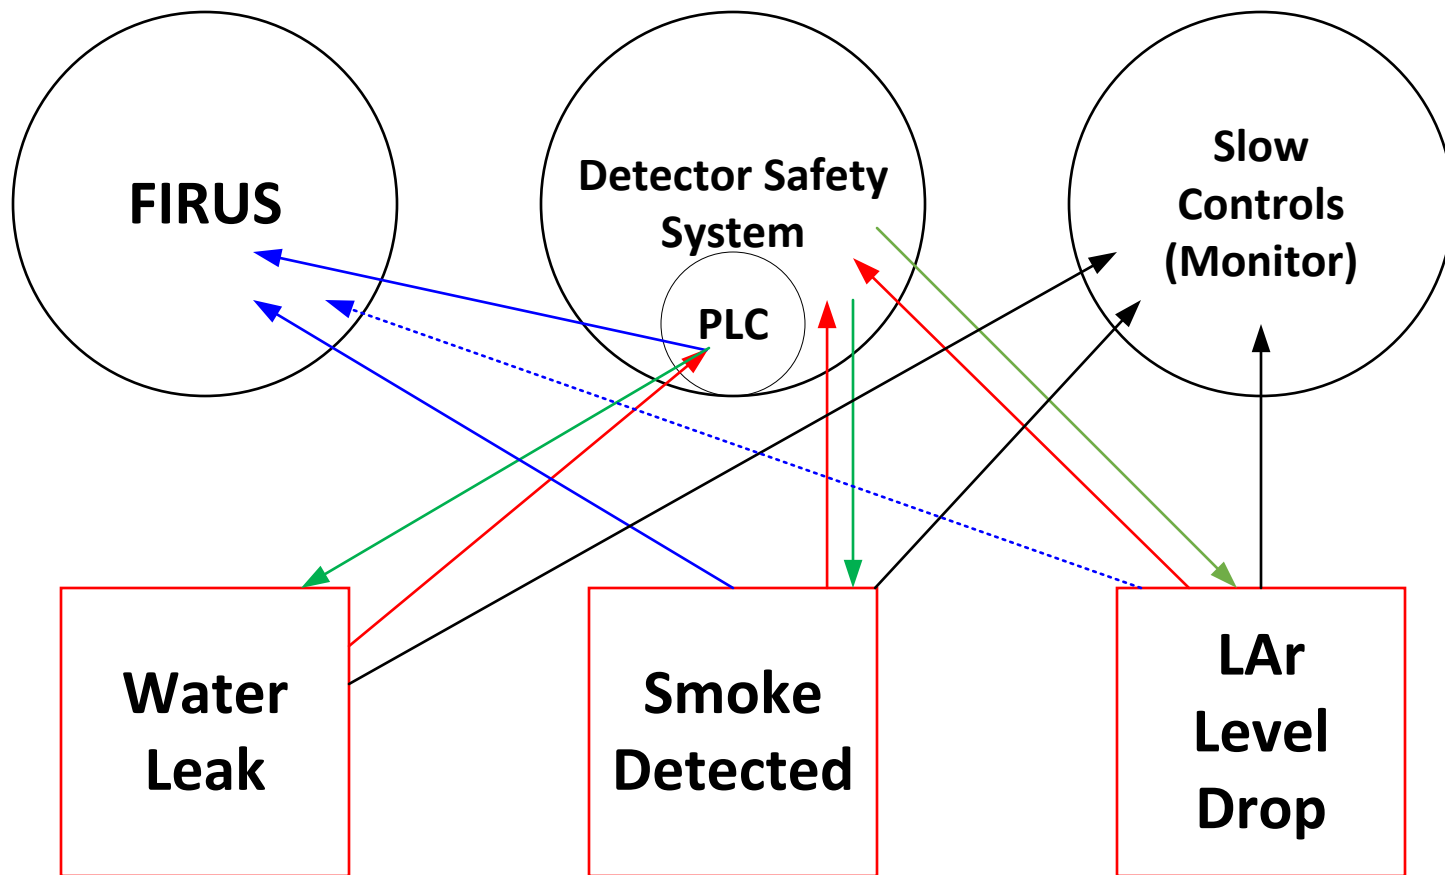 FIRUS
Detector Safety
System
PLC
Slow
Controls
(Monitor)
Water
Leak
Smoke
Detected
LAr
Level
Drop